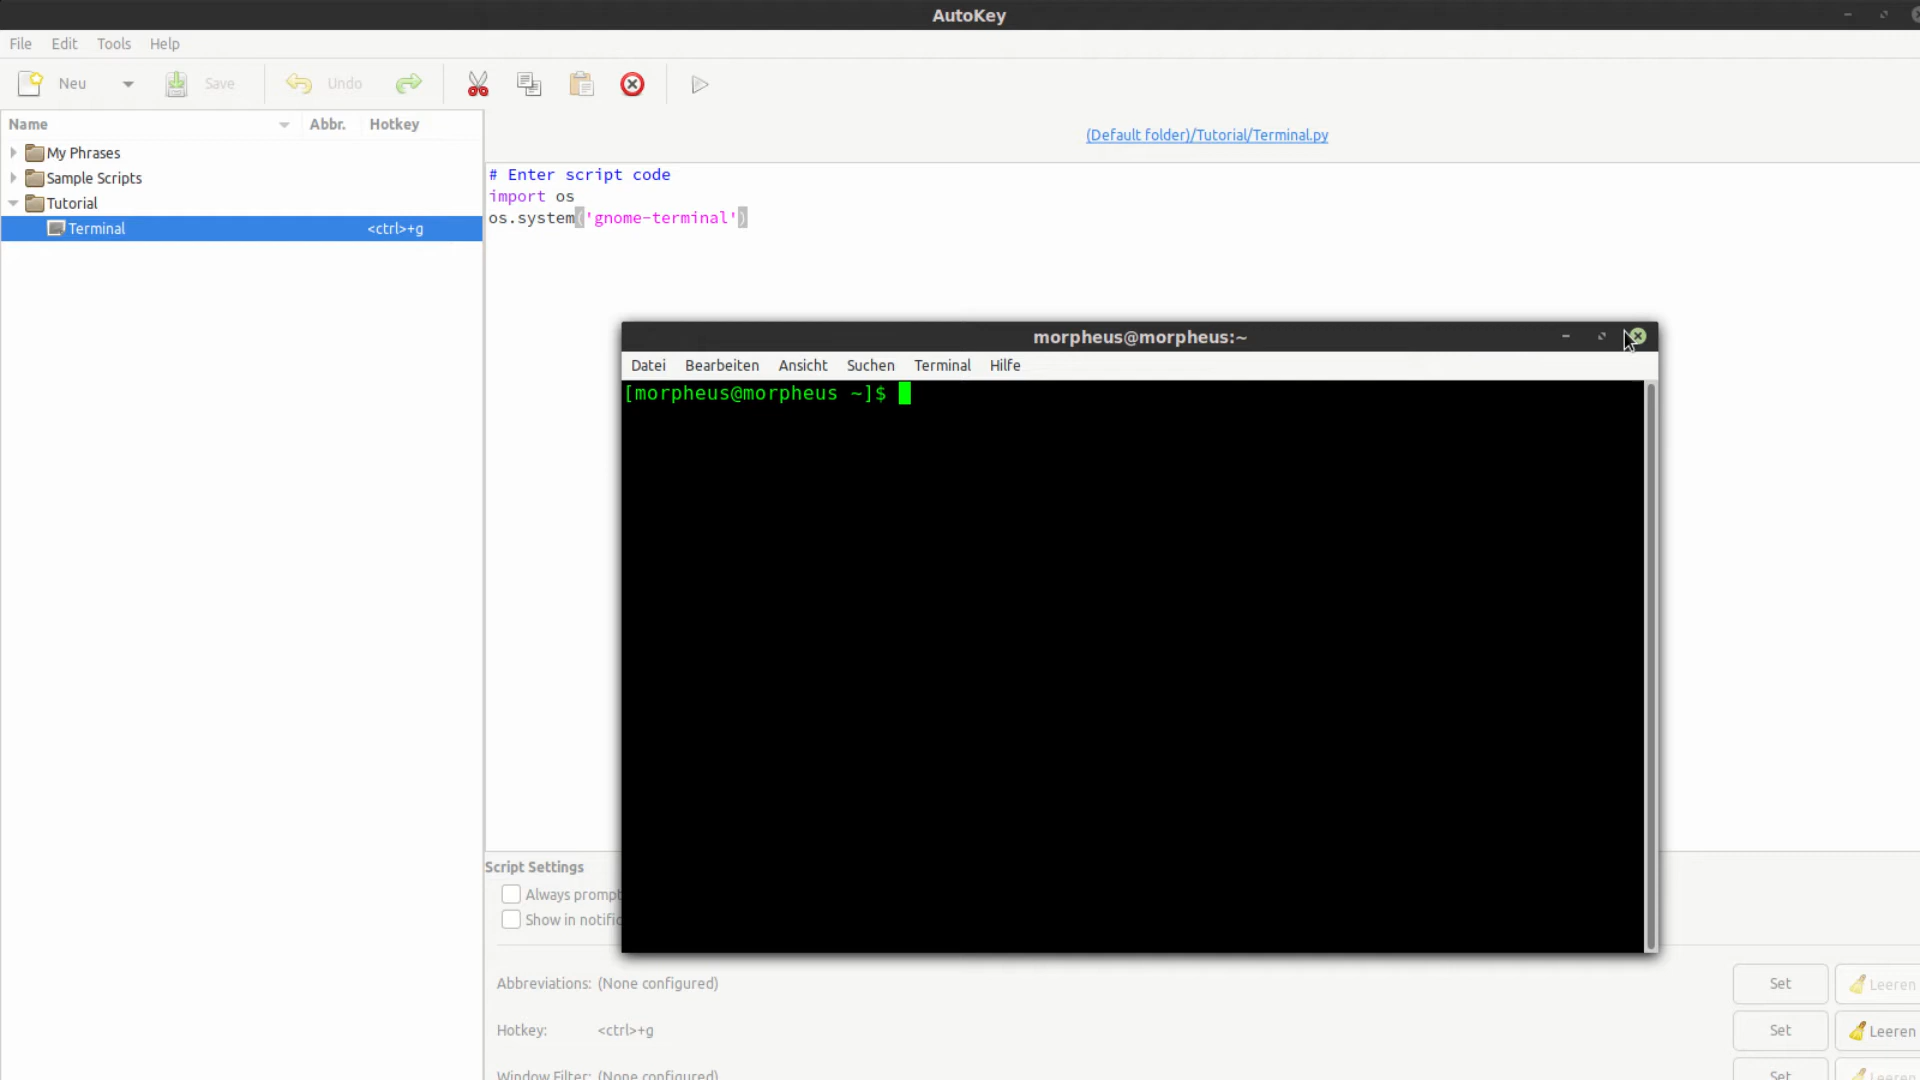 AutoKey
File Edit Tools Help
Neu Save Undo
Name Abbr. Hotkey
My Phrases
Sample Scripts
Tutorial
Terminal <ctrl>+g
(Default folder)/Tutorial/Terminal.py
# Enter script code
import os
os.system('gnome-terminal')
morpheus@morpheus:~
Datei Bearbeiten Ansicht Suchen Terminal Hilfe
[morpheus@morpheus ~]$
Script Settings
Always prompt
Show in notific
Abbreviations: (None configured) Set Leeren
Hotkey: <ctrl>+g Set Leeren
Window Filter: (None configured) Set Leeren